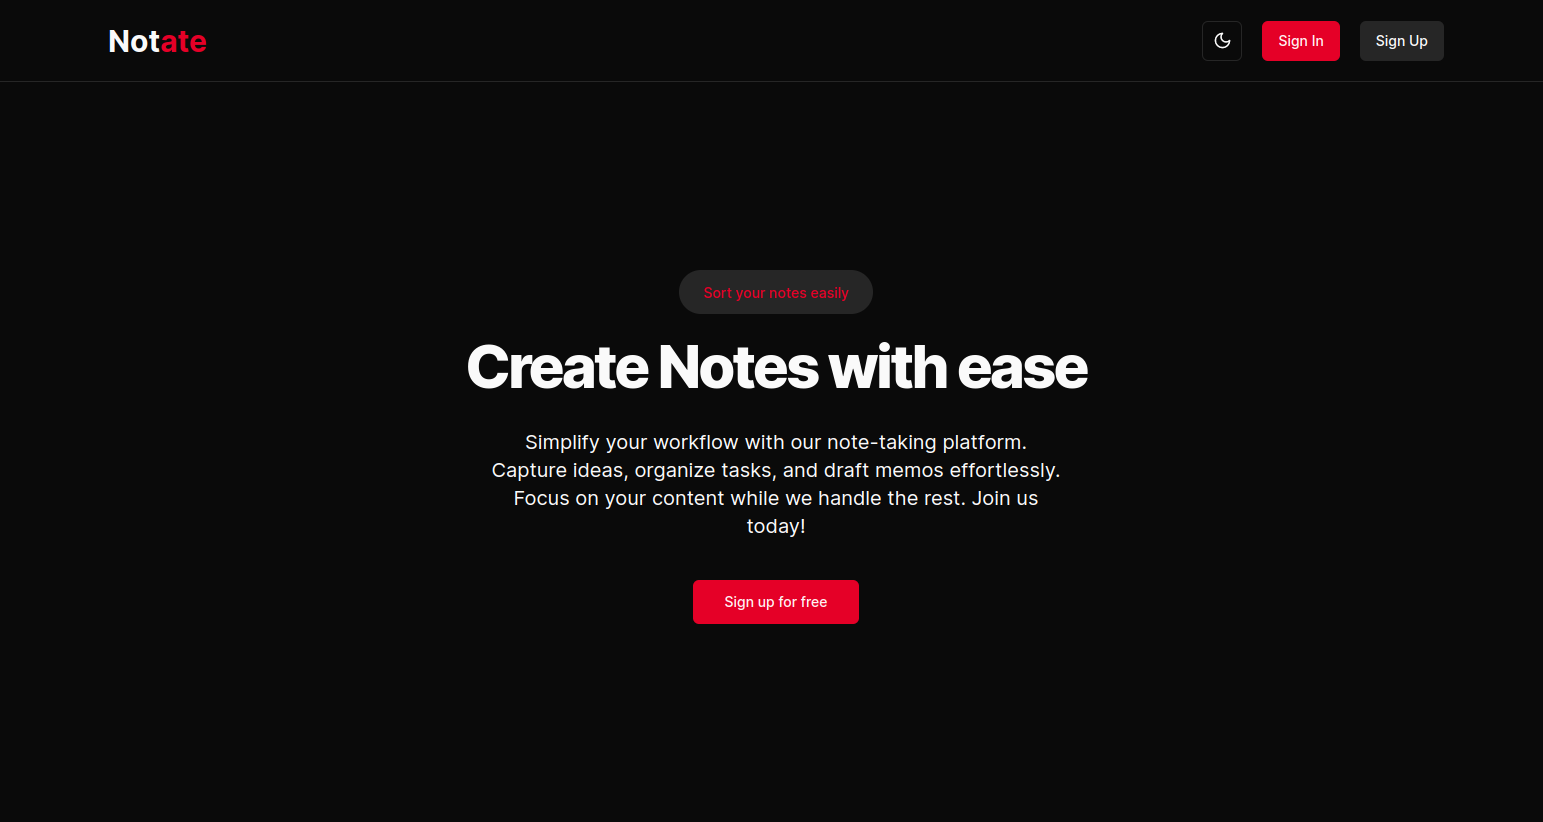 Notate
Sign In
Sign Up
Sort your notes easily
Create Notes with ease
Simplify your workflow with our note-taking platform.
Capture ideas, organize tasks, and draft memos effortlessly.
Focus on your content while we handle the rest. Join us
today!
Sign up for free